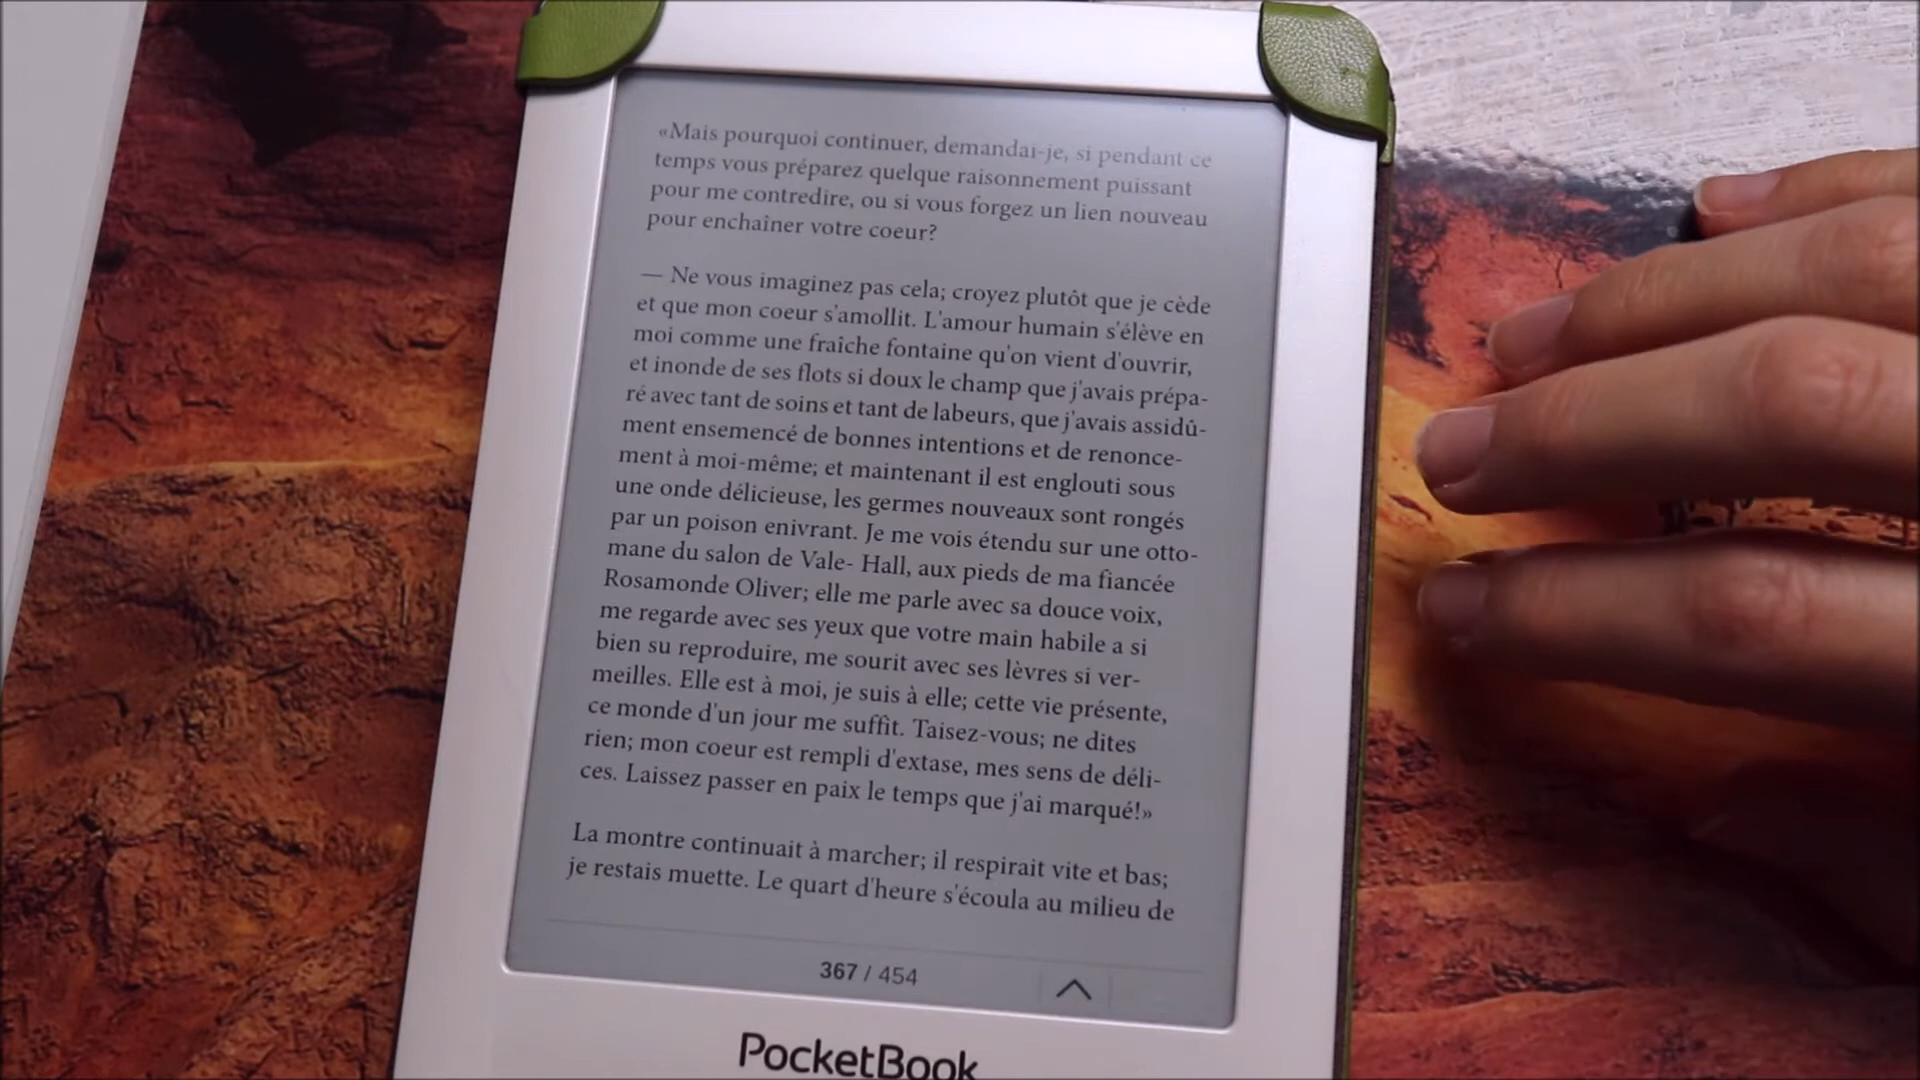 «Mais pourquoi continuer, demandai-je, si pendant ce
temps vous préparez quelque raisonnement puissant
pour me contredire, ou si vous forgez un lien nouveau
pour enchaîner votre coeur?
— Ne vous imaginez pas cela; croyez plutôt que je cède
et que mon coeur s'amollit. L'amour humain s'élève en
moi comme une fraîche fontaine qu'on vient d'ouvrir,
et inonde de ses flots si doux le champ que j'avais prépa-
ré avec tant de soins et tant de labeurs, que j'avais assidû-
ment ensemencé de bonnes intentions et de renonce-
ment à moi-même; et maintenant il est englouti sous
une onde délicieuse, les germes nouveaux sont rongés
par un poison enivrant. Je me vois étendu sur une otto-
mane du salon de Vale- Hall, aux pieds de ma fiancée
Rosamonde Oliver; elle me parle avec sa douce voix,
me regarde avec ses yeux que votre main habile a si
bien su reproduire, me sourit avec ses lèvres si ver-
meilles. Elle est à moi, je suis à elle; cette vie présente,
ce monde d'un jour me suffit. Taisez-vous; ne dites
rien; mon coeur est rempli d'extase, mes sens de déli-
ces. Laissez passer en paix le temps que j'ai marqué!»
La montre continuait à marcher; il respirait vite et bas;
je restais muette. Le quart d'heure s'écoula au milieu de
367 / 454
PocketBook